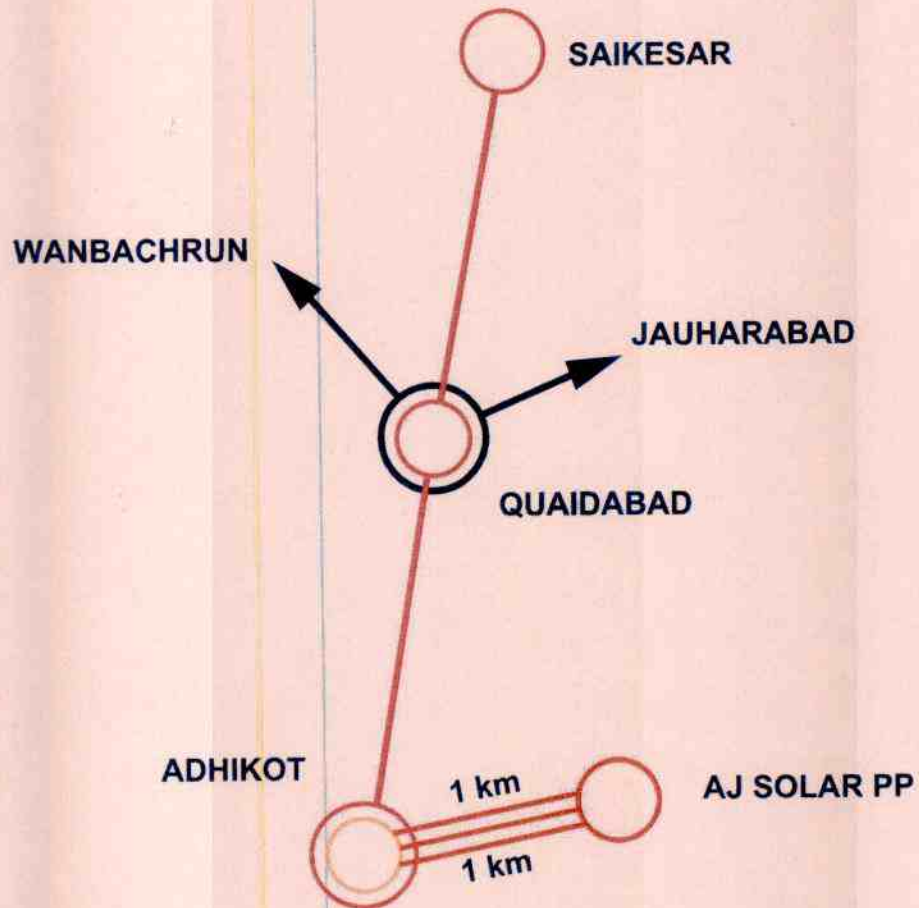 SAIKESAR
WANBACHRUN
JAUHARABAD
QUAIDABAD
ADHIKOT
1 km
AJ SOLAR PP
1 km